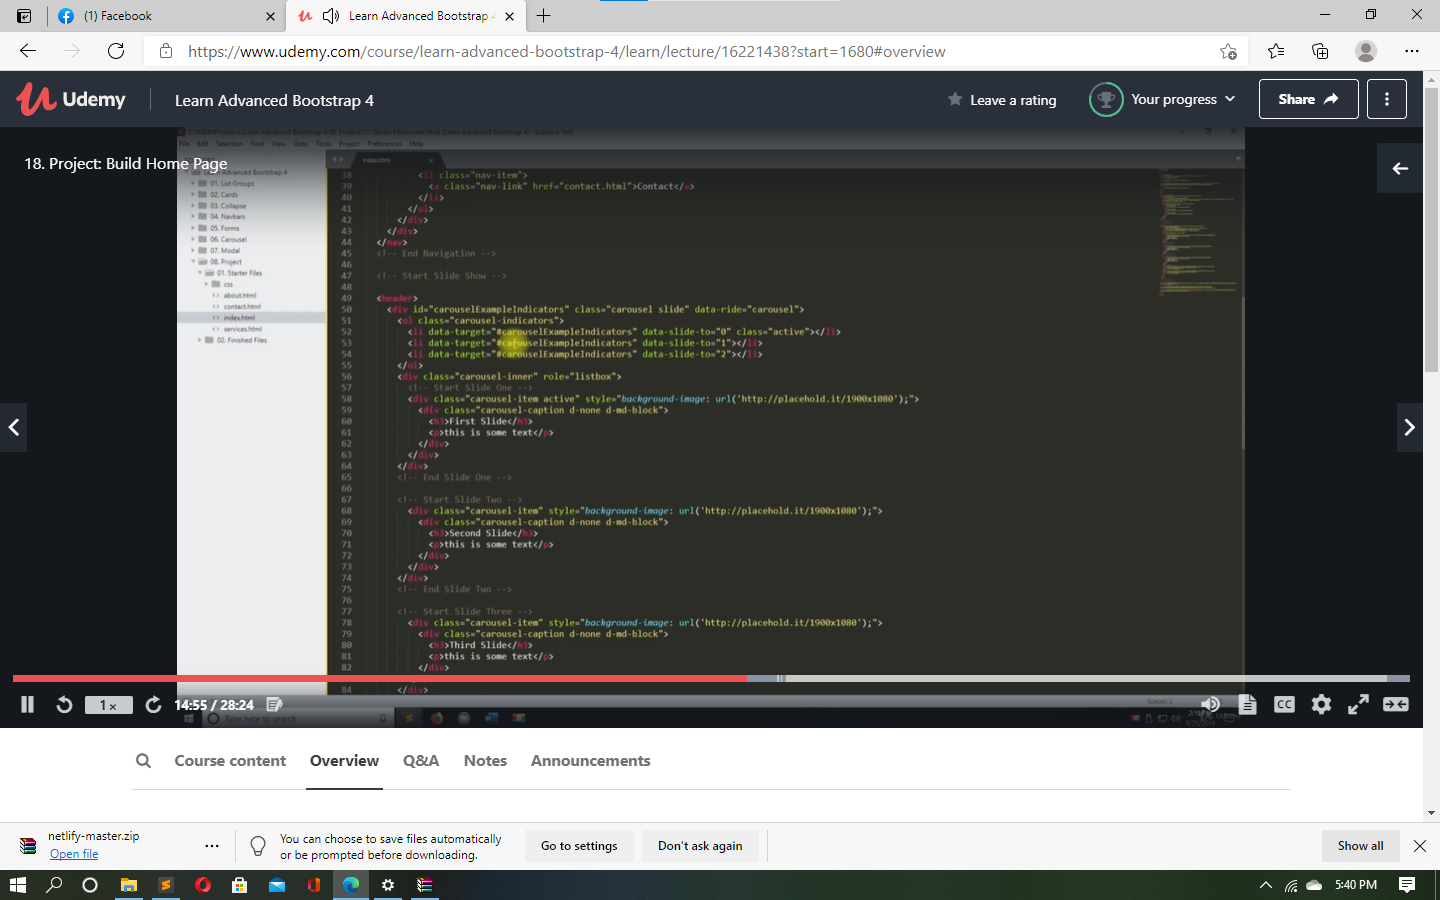 (1) Facebook
Learn Advanced Bootstrap 4
https://www.udemy.com/course/learn-advanced-bootstrap-4/learn/lecture/16221438?start=1680#overview
Udemy
Learn Advanced Bootstrap 4
Leave a rating
Your progress
Share
18. Project: Build Home Page
File Edit Selection Find View Goto Tools Project Preferences Help
index.html
Learn Advanced Bootstrap 4
01. List Groups
02. Cards
03. Collapse
04. Navbars
05. Forms
06. Carousel
07. Modal
08. Project
01. Starter Files
css
about.html
contact.html
index.html
services.html
02. Finished Files
38 <li class="nav-item">
39 <a class="nav-link" href="contact.html">Contact</a>
40 </li>
41 </ul>
42 </div>
43 </div>
44 </nav>
45 <!-- End Navigation -->
46
47 <!-- Start Slide Show -->
48
49 <header>
50 <div id="carouselExampleIndicators" class="carousel slide" data-ride="carousel">
51 <ol class="carousel-indicators">
52 <li data-target="#carouselExampleIndicators" data-slide-to="0" class="active"></li>
53 <li data-target="#carouselExampleIndicators" data-slide-to="1"></li>
54 <li data-target="#carouselExampleIndicators" data-slide-to="2"></li>
55 </ol>
56 <div class="carousel-inner" role="listbox">
57 <!-- Start Slide One -->
58 <div class="carousel-item active" style="background-image: url('http://placehold.it/1900x1080');">
59 <div class="carousel-caption d-none d-md-block">
60 <h3>First Slide</h3>
61 <p>this is some text</p>
62 </div>
63 </div>
64 </div>
65 <!-- End Slide One -->
66
67 <!-- Start Slide Two -->
68 <div class="carousel-item" style="background-image: url('http://placehold.it/1900x1080');">
69 <div class="carousel-caption d-none d-md-block">
70 <h3>Second Slide</h3>
71 <p>this is some text</p>
72 </div>
73 </div>
74 </div>
75 <!-- End Slide Two -->
76
77 <!-- Start Slide Three -->
78 <div class="carousel-item" style="background-image: url('http://placehold.it/1900x1080');">
79 <div class="carousel-caption d-none d-md-block">
80 <h3>Third Slide</h3>
81 <p>this is some text</p>
82 </div>
84 </div>
1 x
14:55 / 28:24
CC
Type here to search
Course content Overview Q&A Notes Announcements
netlify-master.zip
Open file
You can choose to save files automatically
or be prompted before downloading.
Go to settings
Don't ask again
Show all
5:40 PM